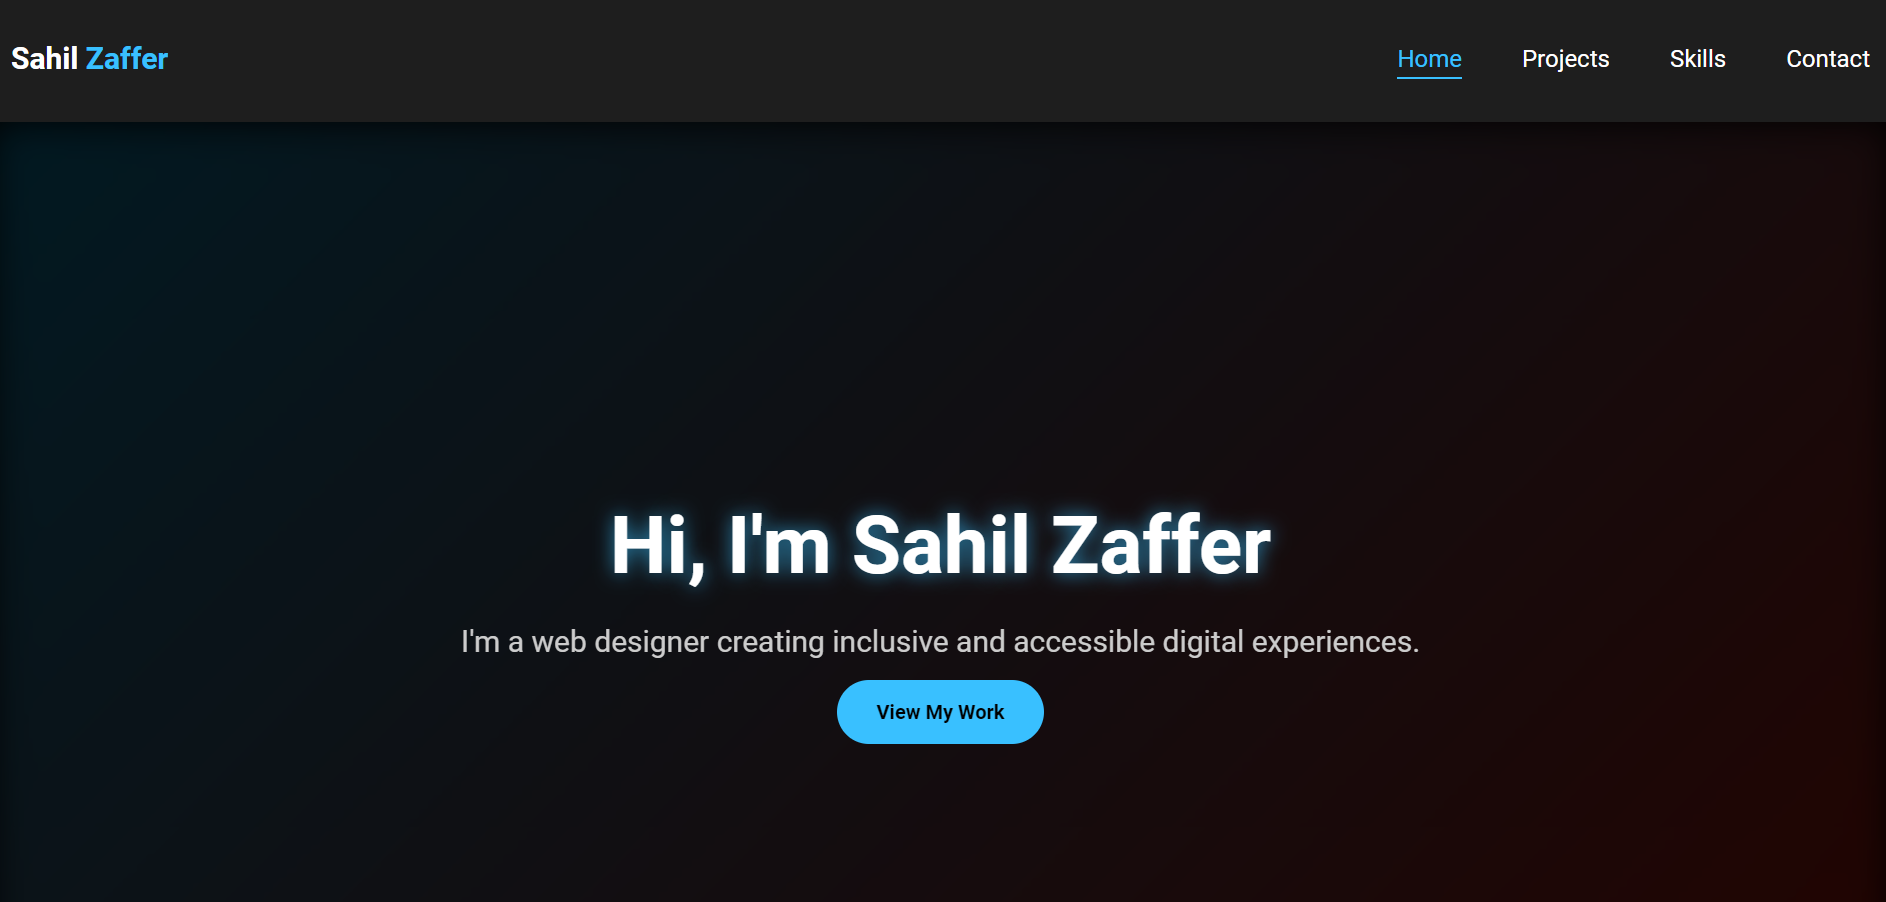 Sahil Zaffer
Home Projects Skills Contact
Hi, I'm Sahil Zaffer
I'm a web designer creating inclusive and accessible digital experiences.
View My Work